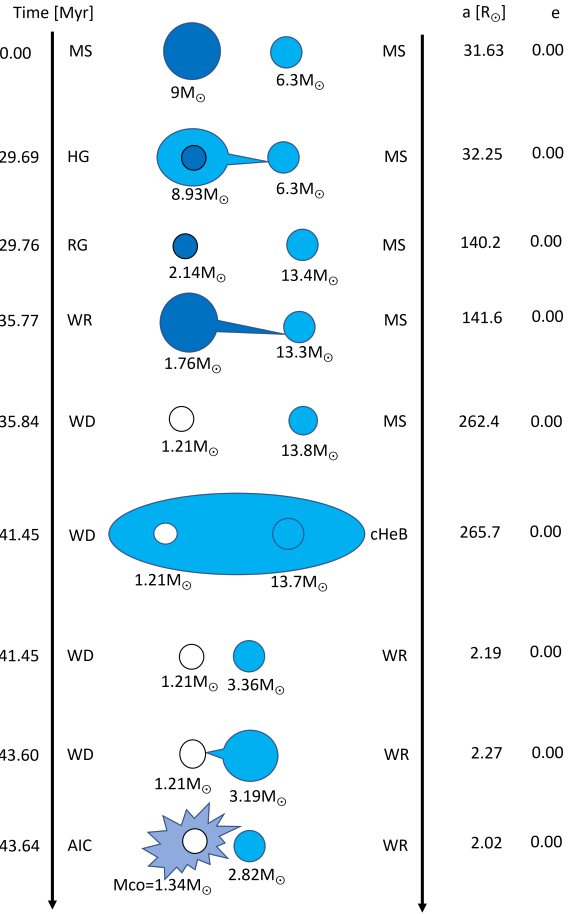 Time [Myr] a [R☉] e
0.00 MS MS 31.63 0.00
9M☉ 6.3M☉
29.69 HG MS 32.25 0.00
8.93M☉ 6.3M☉
29.76 RG MS 140.2 0.00
2.14M☉ 13.4M☉
35.77 WR MS 141.6 0.00
1.76M☉ 13.3M☉
35.84 WD MS 262.4 0.00
1.21M☉ 13.8M☉
41.45 WD cHeB 265.7 0.00
1.21M☉ 13.7M☉
41.45 WD WR 2.19 0.00
1.21M☉ 3.36M☉
43.60 WD WR 2.27 0.00
1.21M☉ 3.19M☉
43.64 AIC WR 2.02 0.00
Mco=1.34M☉ 2.82M☉